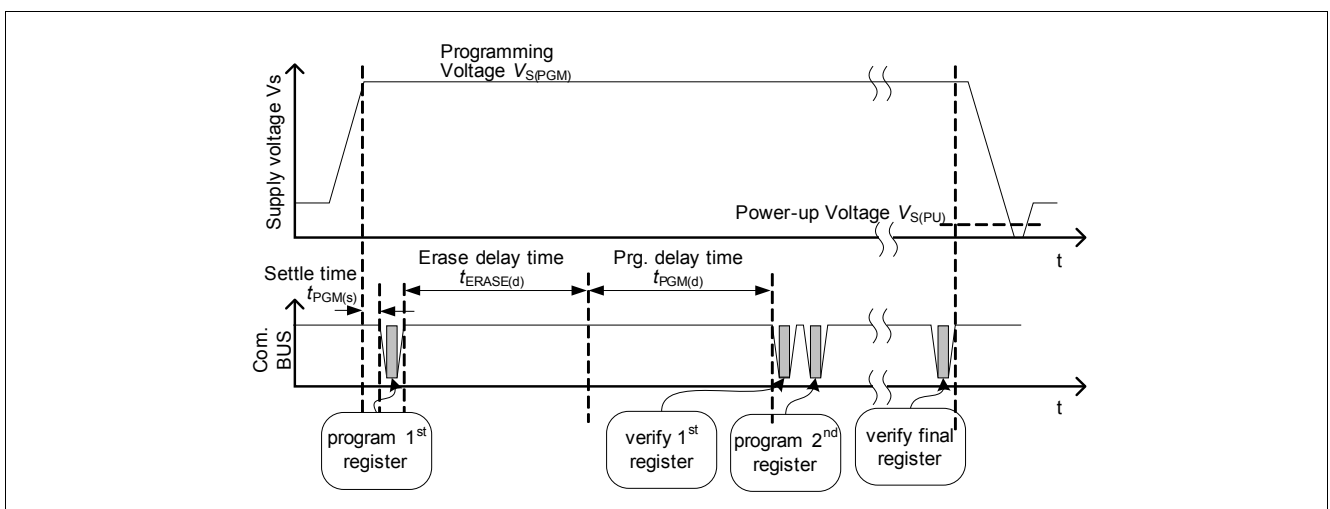 Programming
Voltage VS(PGM)
Supply voltage Vs
Power-up Voltage VS(PU)
t
Erase delay time
tERASE(d)
Prg. delay time
tPGM(d)
Settle time
tPGM(s)
Com.
BUS
t
program 1st
register
verify 1st
register
program 2nd
register
verify final
register